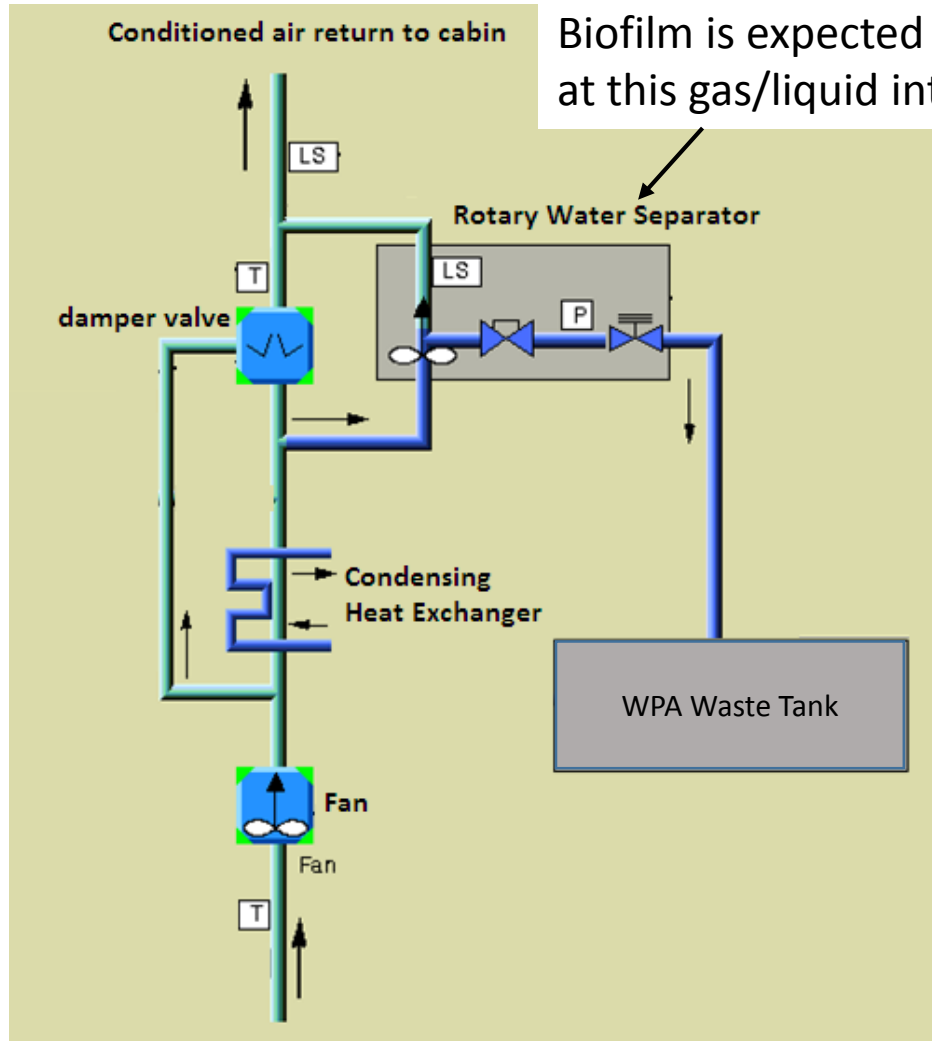 Conditioned air return to cabin
Biofilm is expected
at this gas/liquid
LS
Rotary Water Separator
T
LS
damper valve
P
Condensing
Heat Exchanger
WPA Waste Tank
Fan
Fan
T